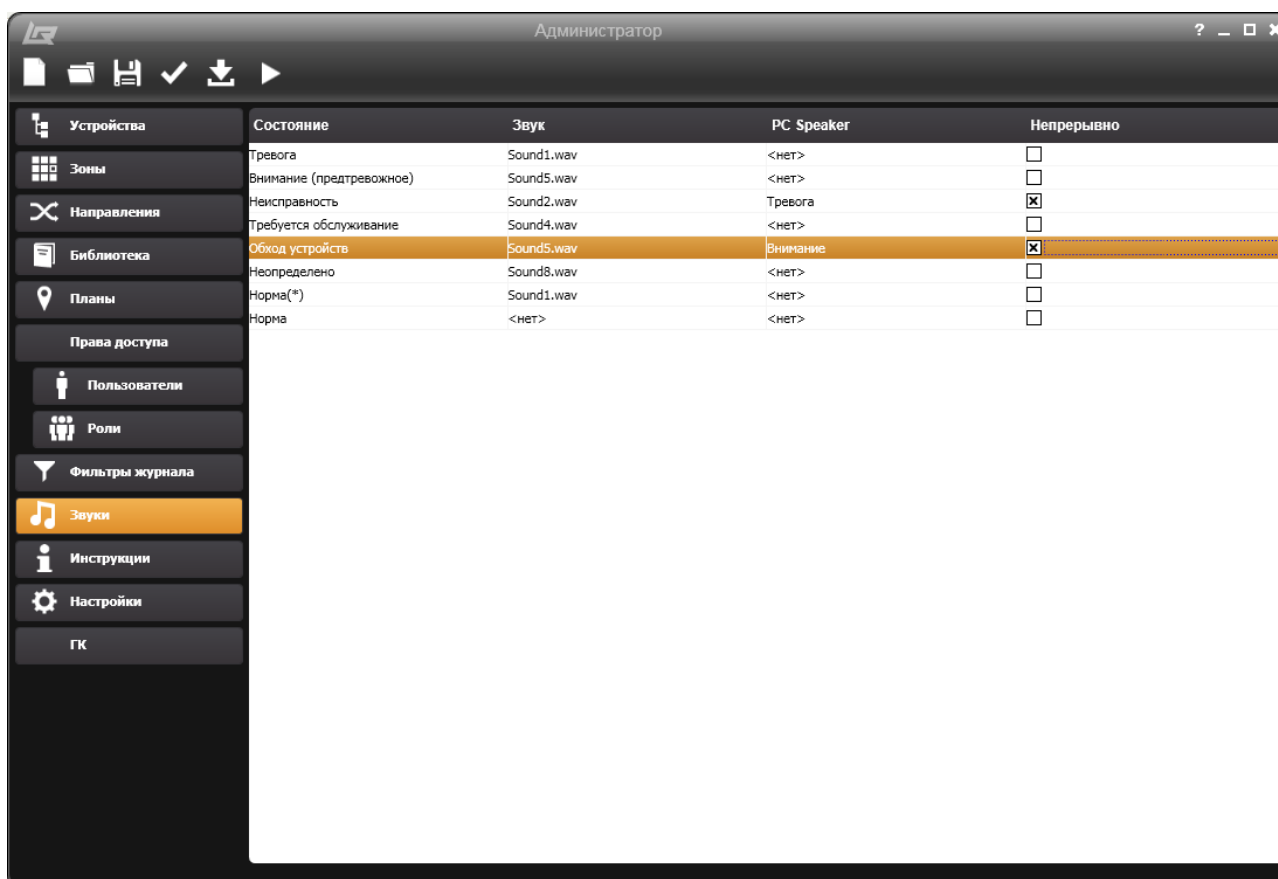 Администратор
?
Устройства
Зоны
Направления
Библиотека
Планы
Права доступа
Пользователи
Роли
Фильтры журнала
Звуки
Инструкции
Настройки
ГК
Состояние Звук PC Speaker Непрерывно
Тревога Sound1.wav <нет>
Внимание (предтревожное) Sound5.wav <нет>
Неисправность Sound2.wav Тревога
Требуется обслуживание Sound4.wav <нет>
Обход устройств Sound5.wav Внимание
Неопределено Sound8.wav <нет>
Норма(*) Sound1.wav <нет>
Норма <нет> <нет>